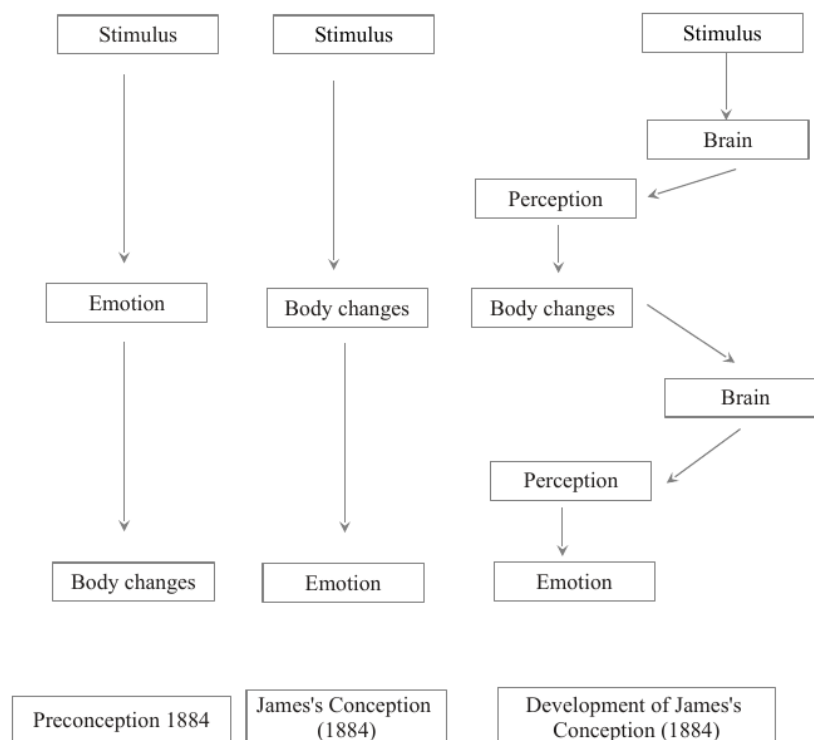 Stimulus
Stimulus
Stimulus
Brain
Perception
Emotion
Body changes
Body changes
Brain
Perception
Body changes
Emotion
Emotion
Preconception 1884
James's Conception
(1884)
Development of James's
Conception (1884)